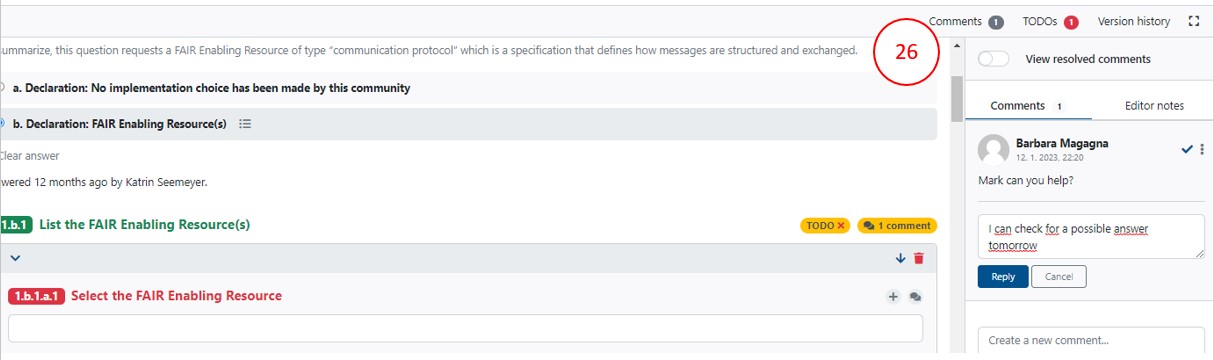 Comments 1 TODOs 1 Version history
summarize, this question requests a FAIR Enabling Resource of type “communication protocol” which is a specification that defines how messages are structured and exchanged.
26
View resolved comments
a. Declaration: No implementation choice has been made by this community
Comments 1 Editor notes
b. Declaration: FAIR Enabling Resource(s)
Clear answer
Barbara Magagna
12. 1. 2023, 22:20
wered 12 months ago by Katrin Seemeyer.
Mark can you help?
1.b.1 List the FAIR Enabling Resource(s)
TODO × 1 comment
I can check for a possible answer
tomorrow
Reply Cancel
1.b.1.a.1 Select the FAIR Enabling Resource
Create a new comment...